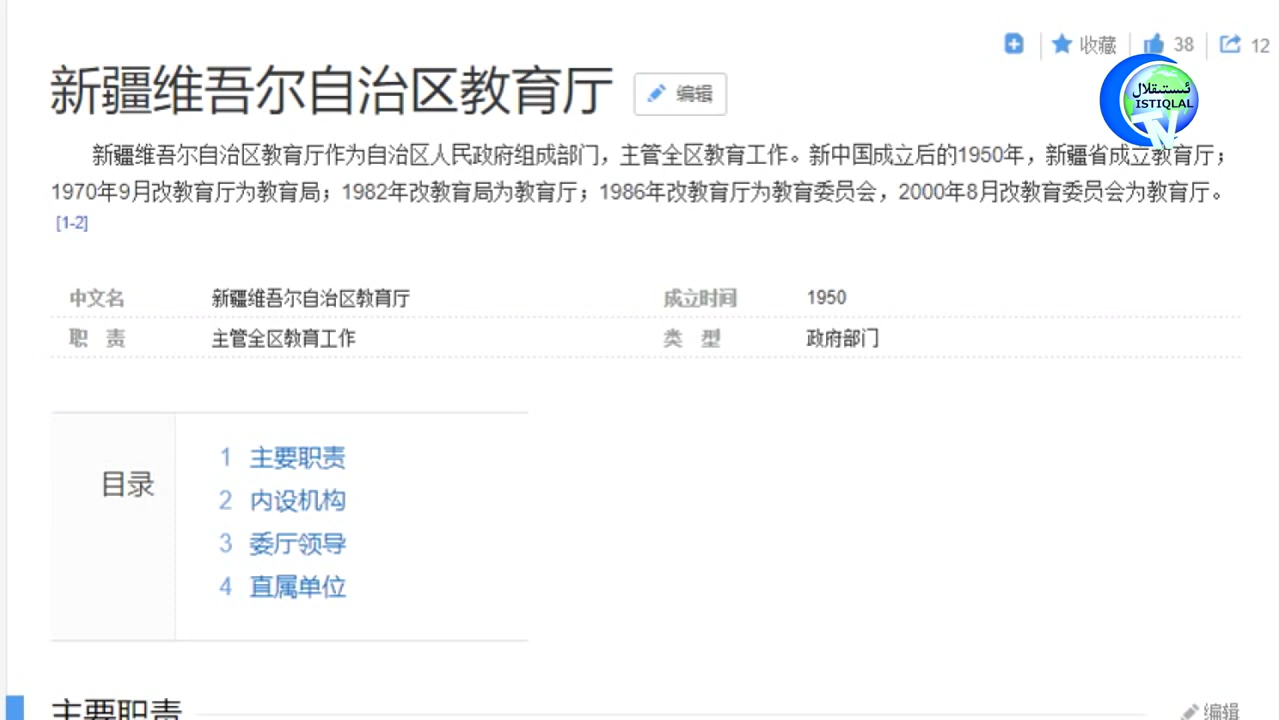 收藏 38 12
新疆维吾尔自治区教育厅 编辑
ئىستىقلال
ISTIQLAL
TV
新疆维吾尔自治区教育厅作为自治区人民政府组成部门，主管全区教育工作。新中国成立后的1950年，新疆省成立教育厅；
1970年9月改教育厅为教育局；1982年改教育局为教育厅；1986年改教育厅为教育委员会，2000年8月改教育委员会为教育厅。
[1-2]
中文名 新疆维吾尔自治区教育厅 成立时间 1950
职 责 主管全区教育工作 类 型 政府部门
目录
1 主要职责
2 内设机构
3 委厅领导
4 直属单位
主要职责 编辑